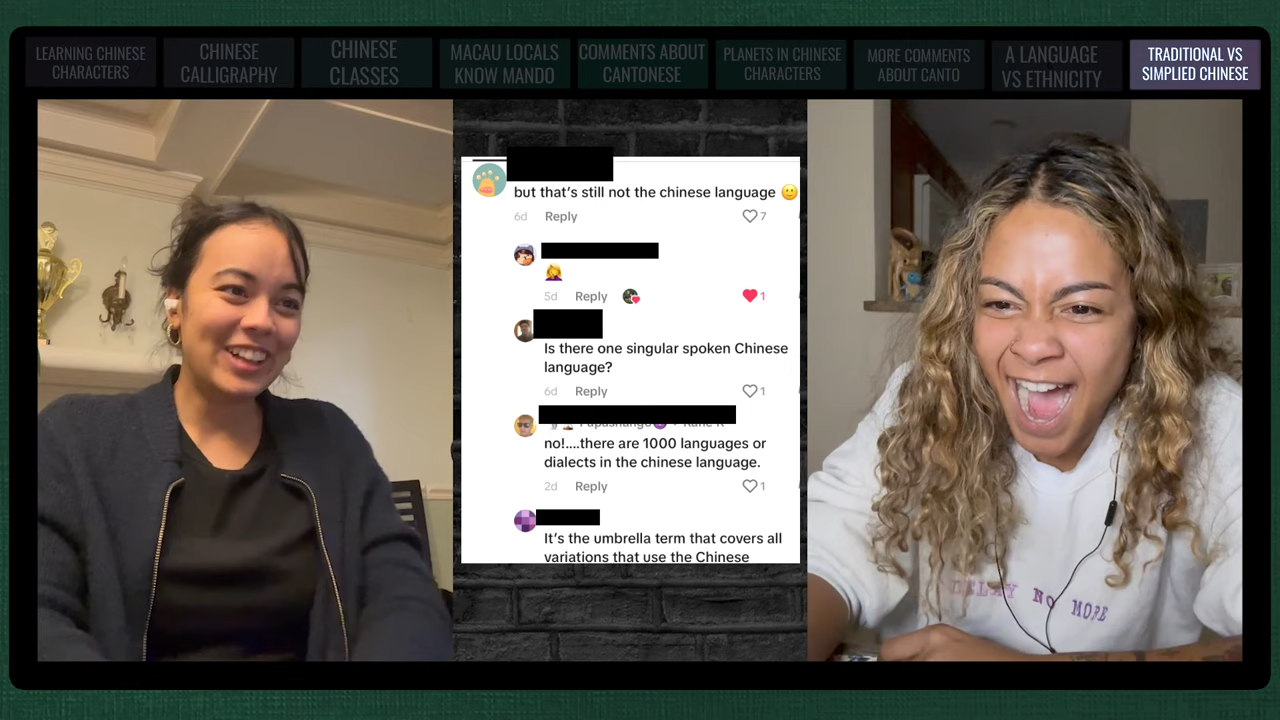 LEARNING CHINESE
CHARACTERS
CHINESE
CALLIGRAPHY
CHINESE
CLASSES
MACAU LOCALS
KNOW MANDO
COMMENTS ABOUT
CANTONESE
PLANETS IN CHINESE
CHARACTERS
MORE COMMENTS
ABOUT CANTO
A LANGUAGE
VS ETHNICITY
TRADITIONAL VS
SIMPLIED CHINESE
but that's still not the chinese language 🙂
6d Reply 7
🤦‍♀️
5d Reply 1
Is there one singular spoken Chinese
language?
6d Reply 1
no!....there are 1000 languages or
dialects in the chinese language.
2d Reply 1
It's the umbrella term that covers all
variations that use the Chinese
NO MORE